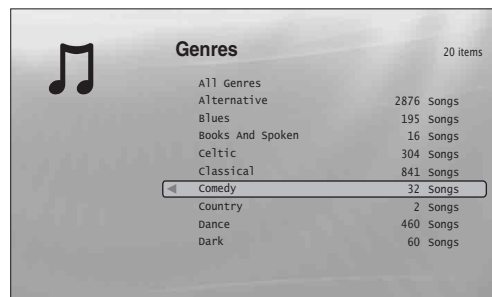 Genres 20 items
All Genres
Alternative 2876 Songs
Blues 195 Songs
Books And Spoken 16 Songs
Celtic 304 Songs
Classical 841 Songs
Comedy 32 Songs
Country 2 Songs
Dance 460 Songs
Dark 60 Songs